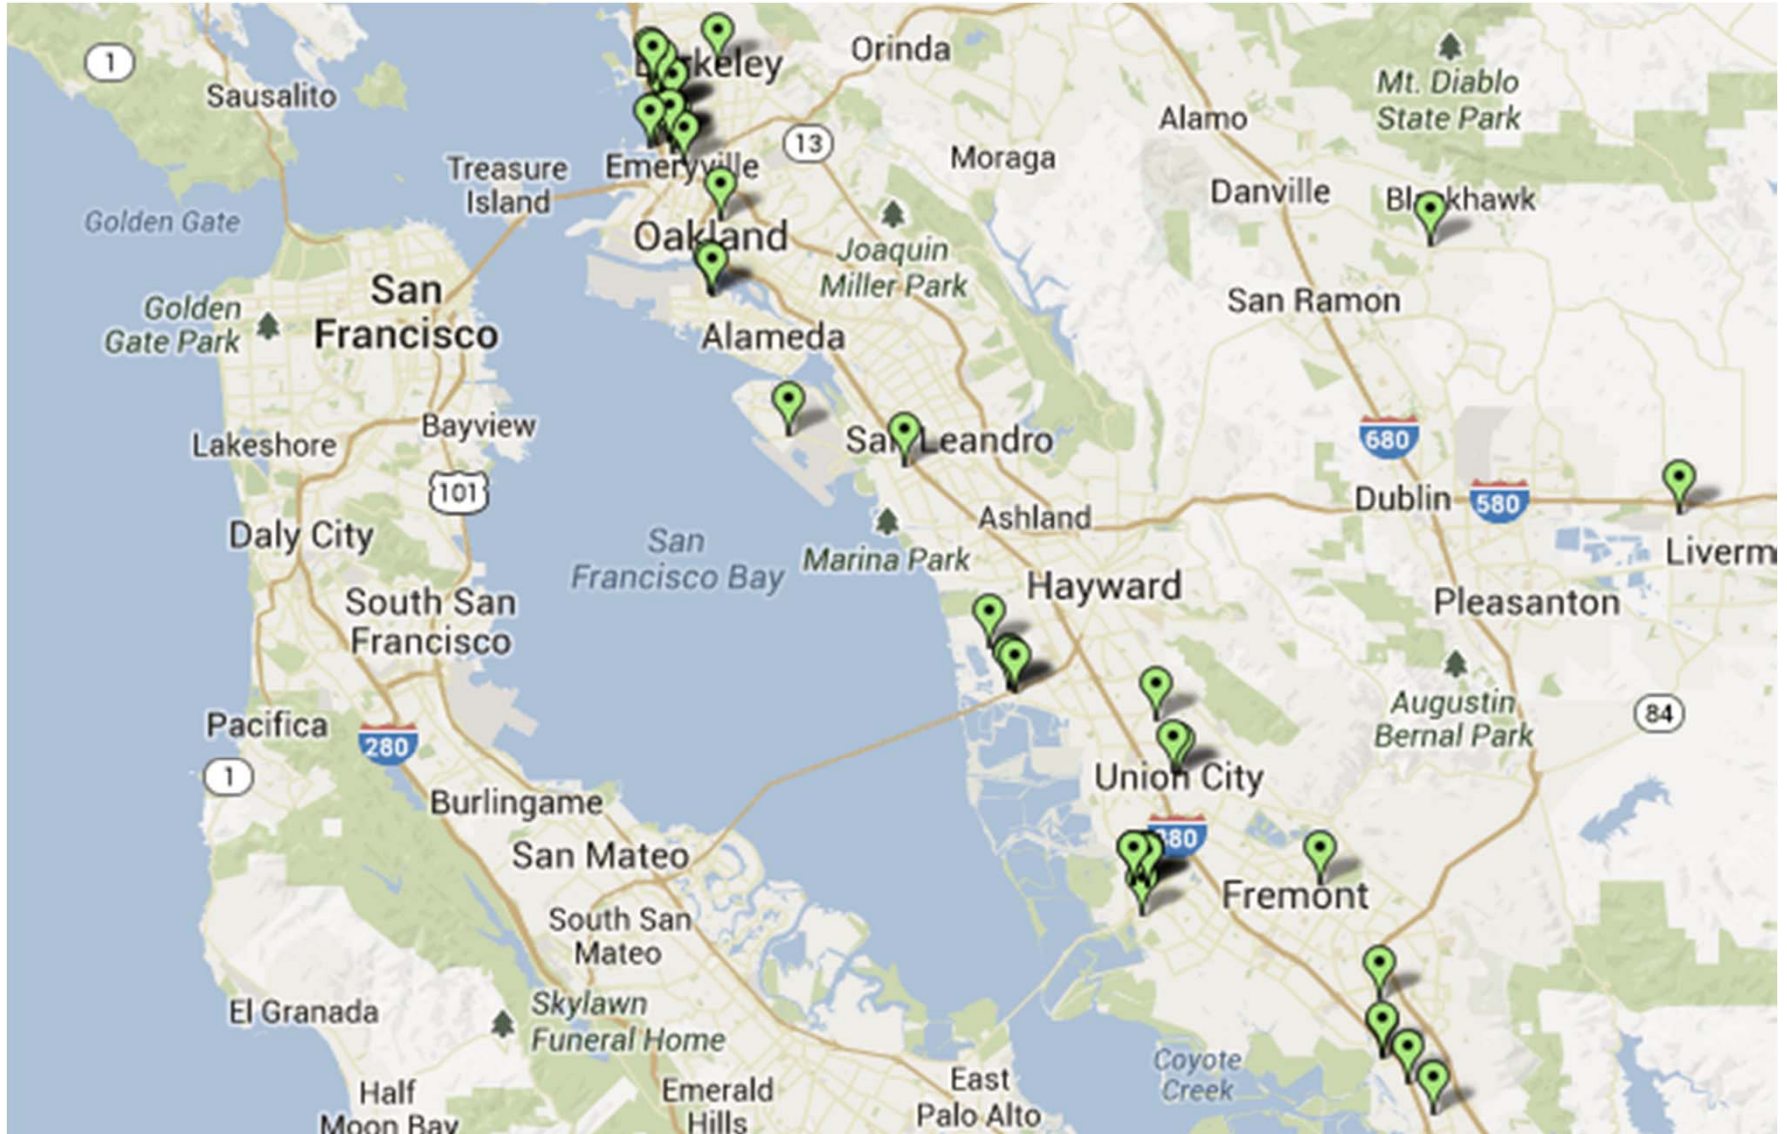 1
Sausalito
Berkeley
Orinda
Mt. Diablo
State Park
Alamo
13
Moraga
Treasure
Island
Emeryville
Danville
Blackhawk
Golden Gate
Oakland
Joaquin
Miller Park
San
Francisco
Golden
Gate Park
San Ramon
Alameda
Bayview
Lakeshore
San Leandro
680
101
Dublin
580
Ashland
Daly City
San
Francisco Bay
Marina Park
Liverm
Hayward
Pleasanton
South San
Francisco
Augustin
Bernal Park
84
Pacifica
280
1
Union City
Burlingame
880
San Mateo
Fremont
South San
Mateo
El Granada
Skylawn
Funeral Home
Coyote
Creek
Half
Moon Bay
Emerald
Hills
East
Palo Alto